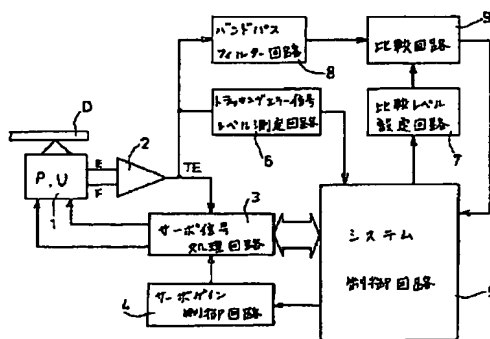 バンドパス
フィルター回路
8
比較回路
9
トラッキングエラー信号
レベル測定回路
6
比較レベル
設定回路
7
D
P.U
1
E
F
2
TE
サーボ信号
処理回路
3
サーボゲイン
制御回路
4
システム
制御回路
5